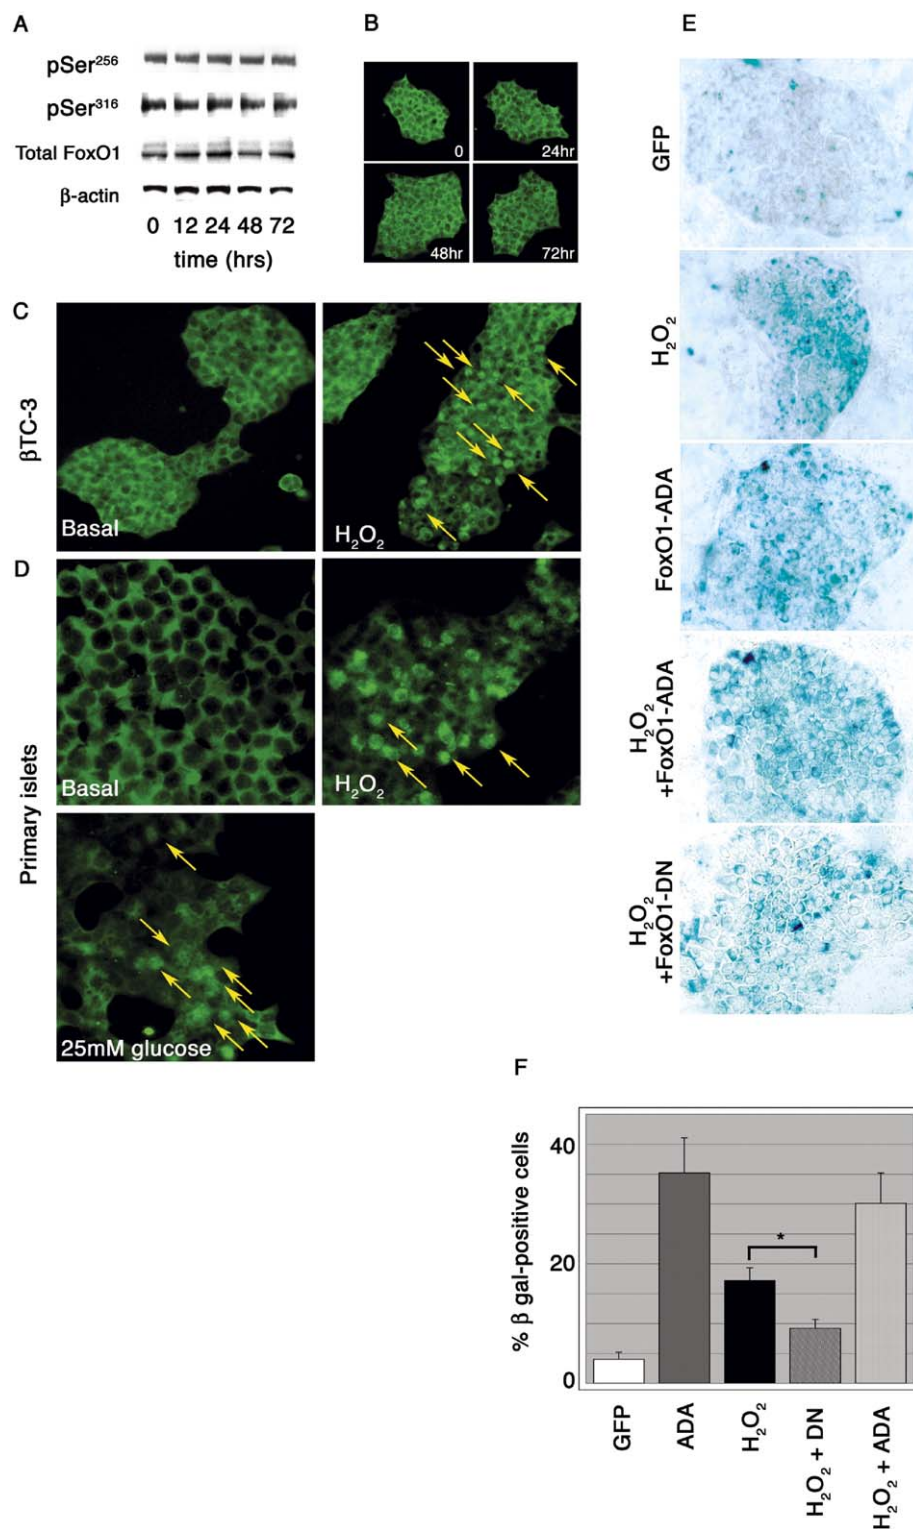 A
pSer²⁵⁶
pSer³¹⁶
Total FoxO1
β-actin
0 12 24 48 72
time (hrs)
B
0
24hr
48hr
72hr
C
βTC-3
Basal
H₂O₂
D
Primary islets
Basal
H₂O₂
25mM glucose
E
GFP
H₂O₂
FoxO1-ADA
H₂O₂
+FoxO1-ADA
H₂O₂
+FoxO1-DN
F
% β gal-positive cells
40
20
0
*
GFP
ADA
H₂O₂
H₂O₂ + DN
H₂O₂ + ADA